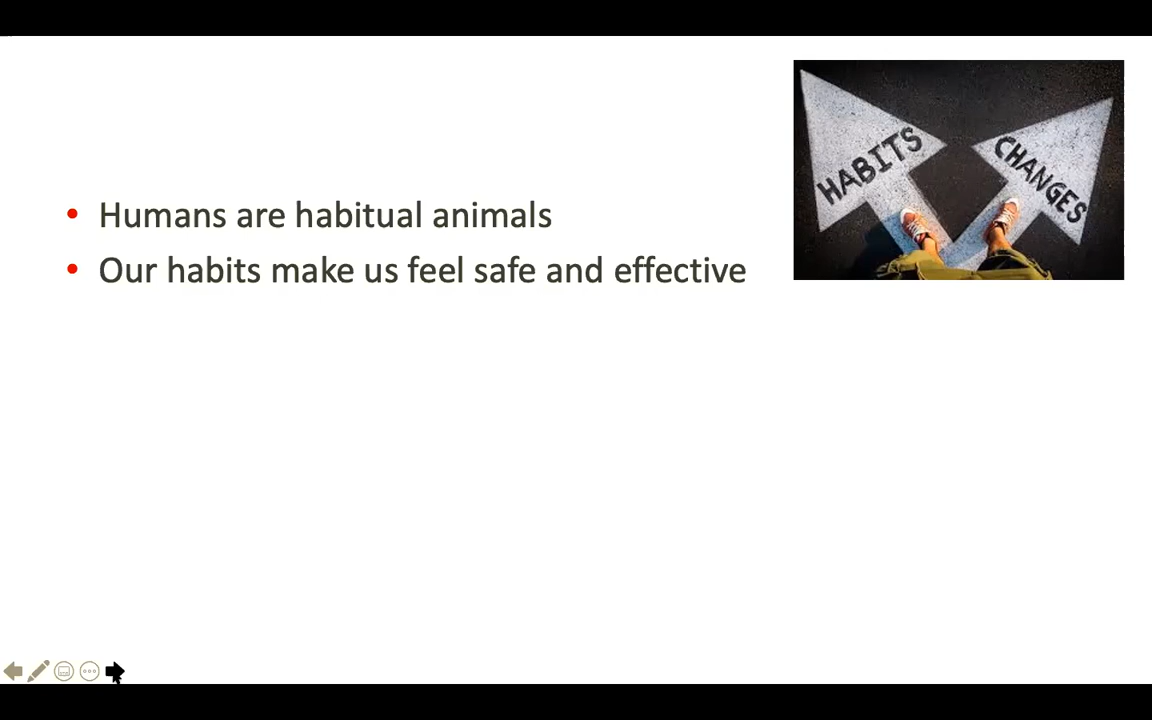 HABITS
CHANGES
• Humans are habitual animals
• Our habits make us feel safe and effective